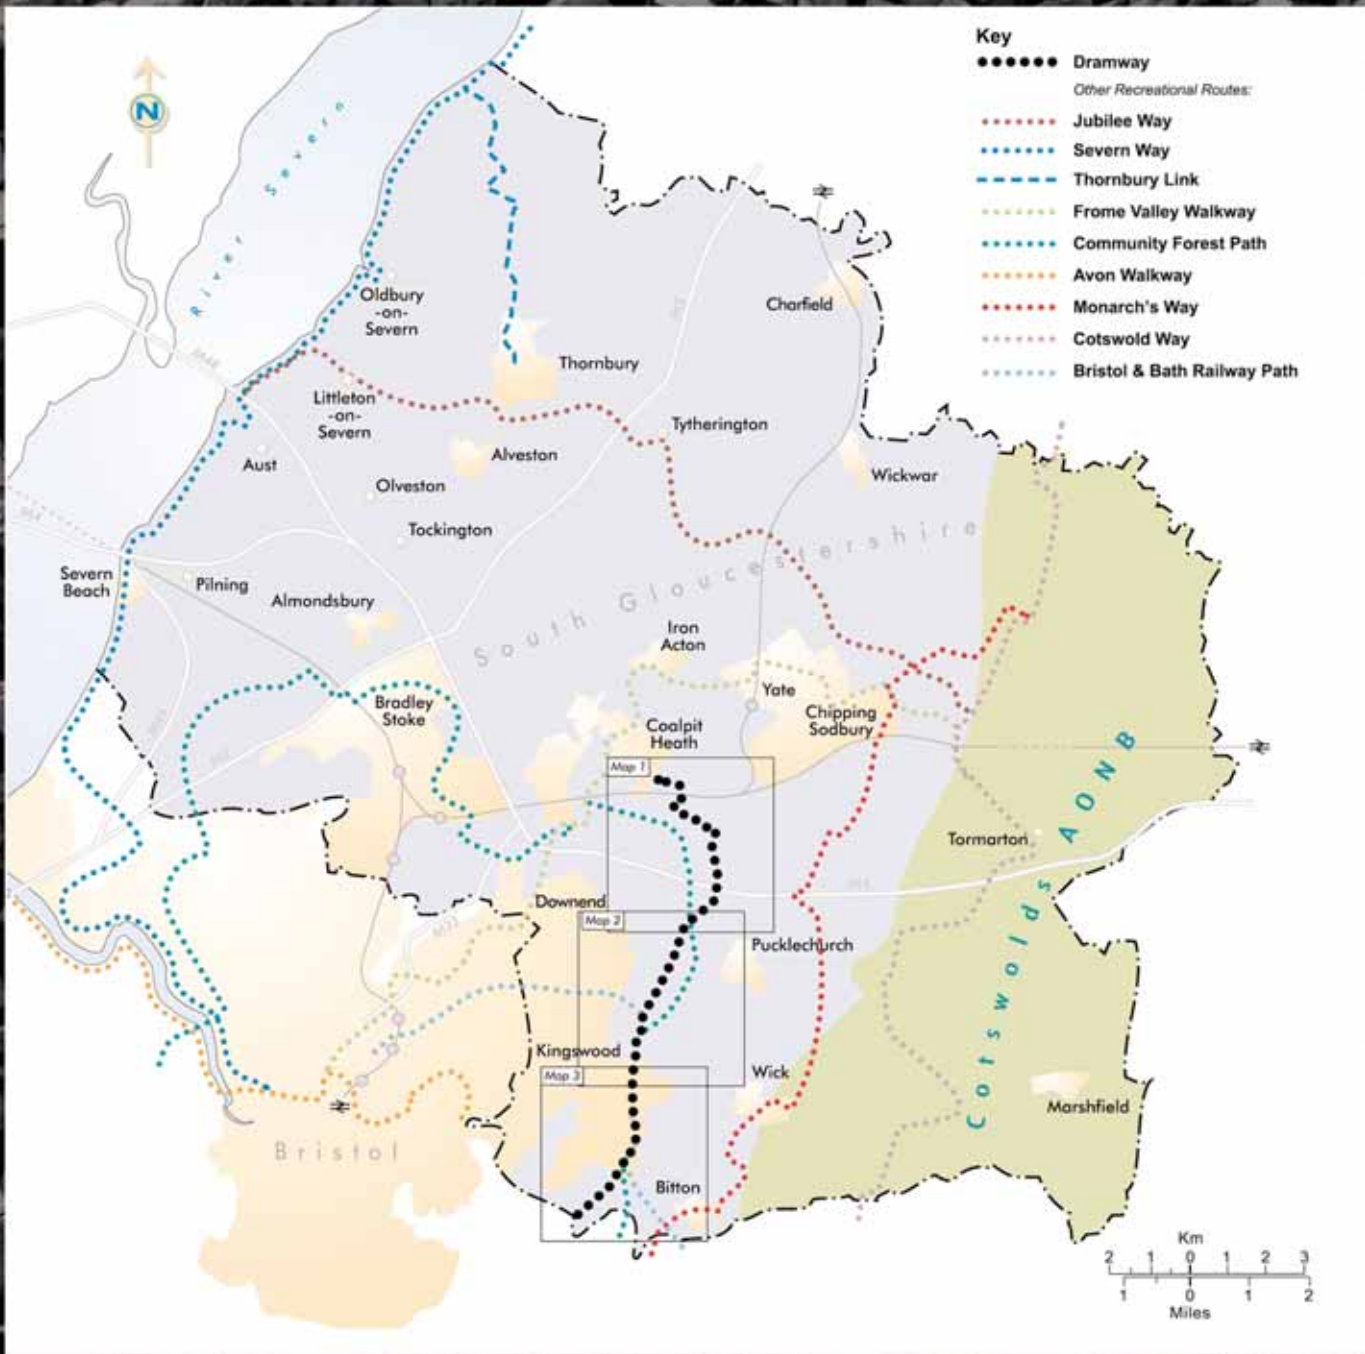 Key
Dramway
Other Recreational Routes:
Jubilee Way
Severn Way
Thornbury Link
Frome Valley Walkway
Community Forest Path
Avon Walkway
Monarch's Way
Cotswold Way
Bristol & Bath Railway Path
N
River Severn
Oldbury
-on-
Severn
Charfield
Thornbury
M5
M48
Littleton
-on-
Severn
Tytherington
Aust
Alveston
Wickwar
Olveston
Tockington
M4
Severn
Beach
Pilning
Almondsbury
South Gloucestershire
Iron
Acton
Bradley
Stoke
Yate
Chipping
Sodbury
Coalpit
Heath
Map 1
Cotswolds AONB
Tormarton
Downend
Map 2
M32
Pucklechurch
Kingswood
Map 3
Wick
Marshfield
Bristol
Bitton
Km
2 1 0 1 2 3
1 0 1 2
Miles